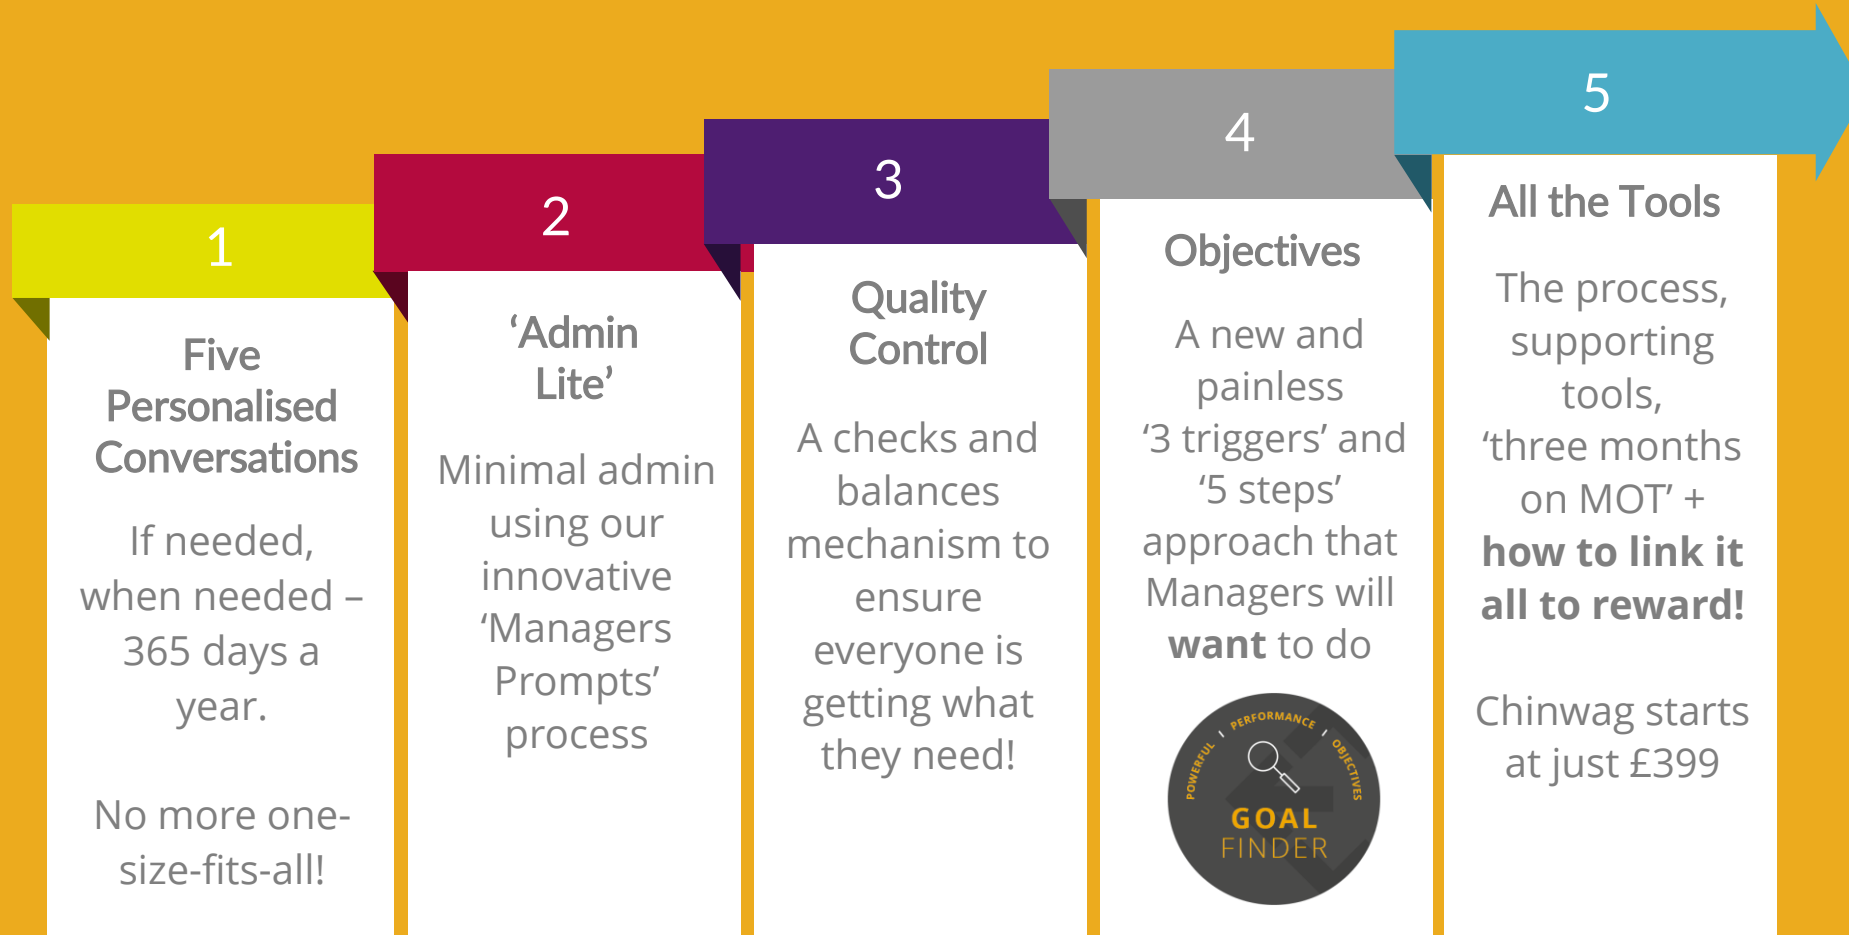 1
Five
Personalised
Conversations
If needed,
when needed –
365 days a
year.
No more one-
size-fits-all!
2
‘Admin
Lite’
Minimal admin
using our
innovative
‘Managers
Prompts’
process
3
Quality
Control
A checks and
balances
mechanism to
ensure
everyone is
getting what
they need!
4
Objectives
A new and
painless
‘3 triggers’ and
‘5 steps’
approach that
Managers will
want to do
POWERFUL | PERFORMANCE | OBJECTIVES
GOAL
FINDER
5
All the Tools
The process,
supporting
tools,
‘three months
on MOT’ +
how to link it
all to reward!
Chinwag starts
at just £399